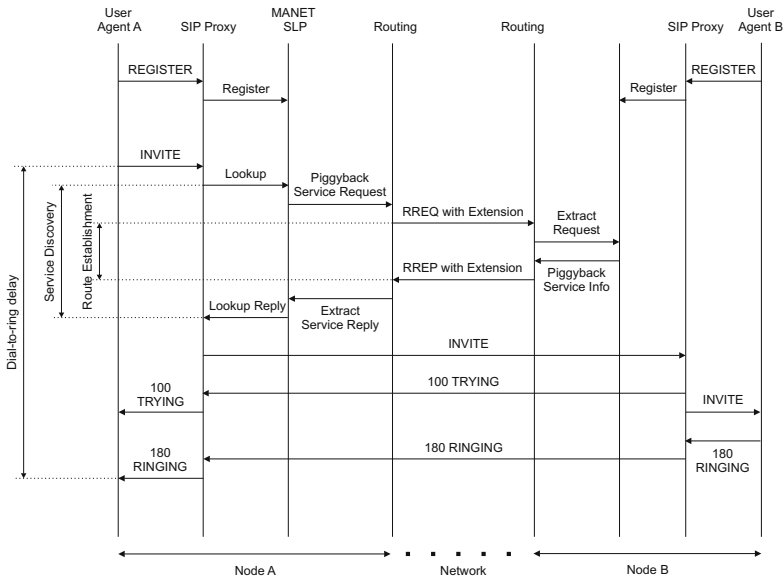 User
Agent A
SIP Proxy
MANET
SLP
Routing
Routing
SIP Proxy
User
Agent B
REGISTER
REGISTER
Register
Register
INVITE
Lookup
Piggyback
Service Request
RREQ with Extension
Extract
Request
RREP with Extension
Piggyback
Service Info
Lookup Reply
Extract
Service Reply
INVITE
100
TRYING
100 TRYING
INVITE
180
RINGING
180 RINGING
180
RINGING
Dial-to-ring delay
Service Discovery
Route Establishment
Node A
Network
Node B